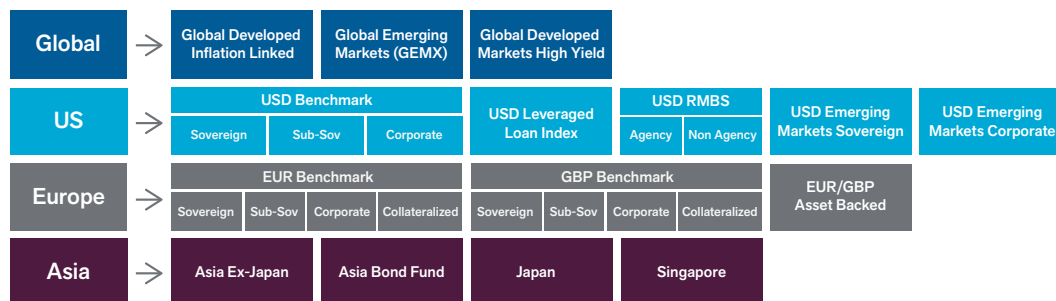 Global
Global Developed
Inflation Linked
Global Emerging
Markets (GEMX)
Global Developed
Markets High Yield
US
USD Benchmark
Sovereign
Sub-Sov
Corporate
USD Leveraged
Loan Index
USD RMBS
Agency
Non Agency
USD Emerging
Markets Sovereign
USD Emerging
Markets Corporate
Europe
EUR Benchmark
Sovereign
Sub-Sov
Corporate
Collateralized
GBP Benchmark
Sovereign
Sub-Sov
Corporate
Collateralized
EUR/GBP
Asset Backed
Asia
Asia Ex-Japan
Asia Bond Fund
Japan
Singapore